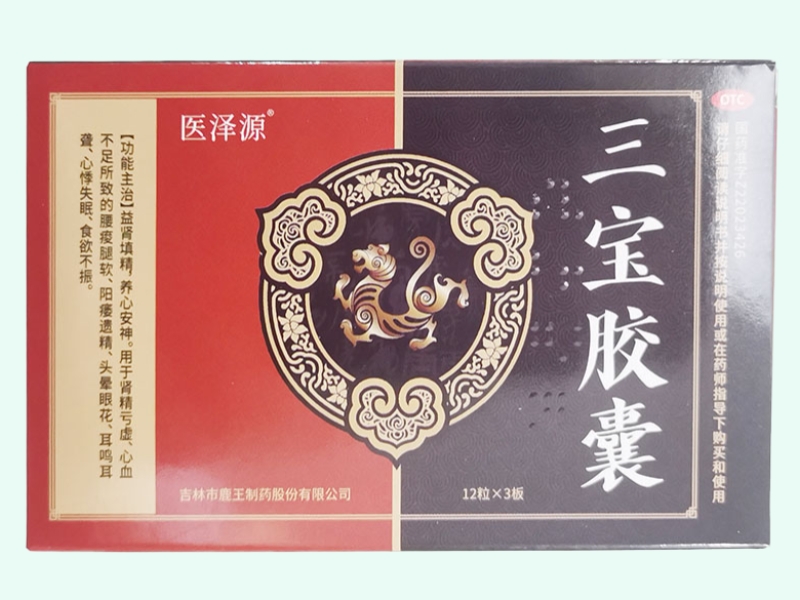 医泽源®
【功能主治】益肾填精，养心安神。用于肾精亏虚、心血
不足所致的腰痠腿软、阳痿遗精、头晕眼花、耳鸣耳
聋、心悸失眠、食欲不振。
吉林市鹿王制药股份有限公司
12粒×3板
三宝胶囊
OTC
国药准字Z22023426
请仔细阅读说明书并按说明使用或在药师指导下购买和使用